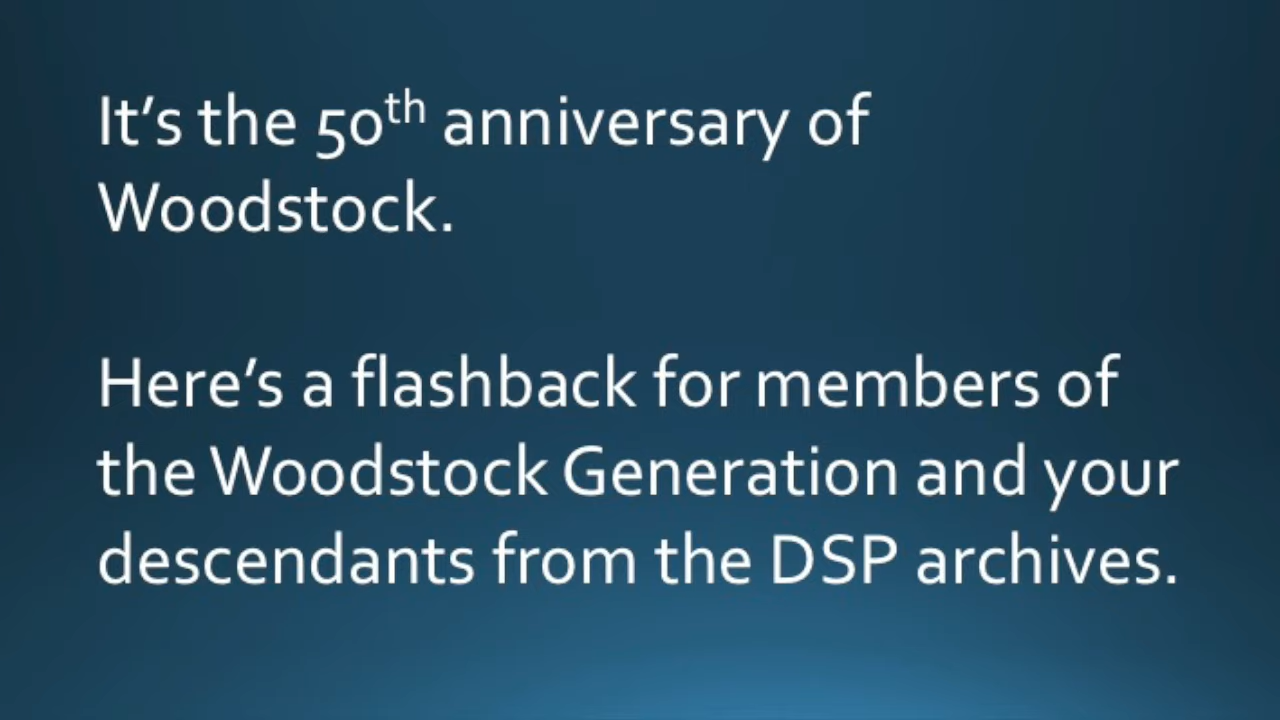 It’s the 50th anniversary of
Woodstock.
Here’s a flashback for members of
the Woodstock Generation and your
descendants from the DSP archives.